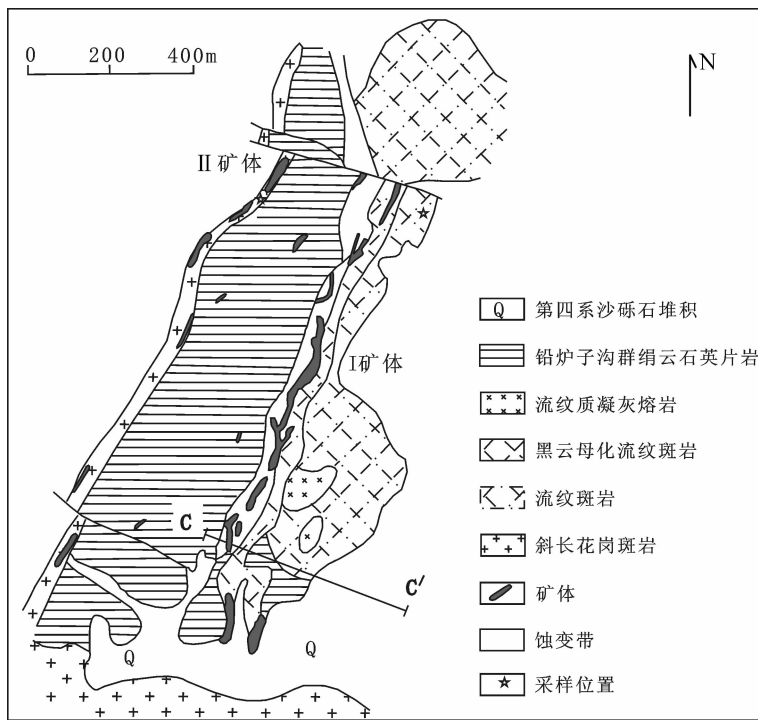 0 200 400m
N
II 矿体
I 矿体
C
C′
Q
Q
Q 第四系沙砾石堆积
铅炉子沟群绢云石英片岩
流纹质凝灰熔岩
黑云母化流纹斑岩
流纹斑岩
斜长花岗斑岩
矿体
蚀变带
采样位置